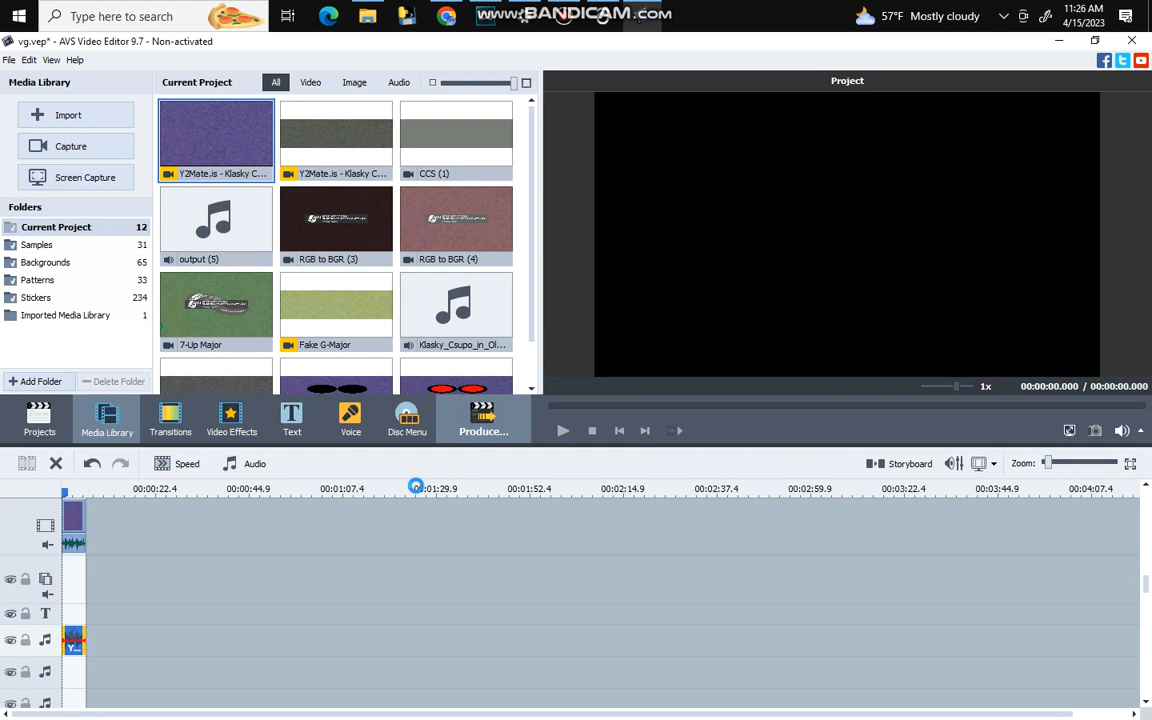 Type here to search
WWW.BANDICAM.COM
57°F Mostly cloudy
11:26 AM
4/15/2023
vg.vep* - AVS Video Editor 9.7 - Non-activated
File Edit View Help
Media Library
Import
Capture
Screen Capture
Folders
Current Project 12
Samples 31
Backgrounds 65
Patterns 33
Stickers 234
Imported Media Library 1
Add Folder
Delete Folder
Current Project
All Video Image Audio
Y2Mate.is - Klasky C...
Y2Mate.is - Klasky C...
CCS (1)
output (5)
RGB to BGR (3)
RGB to BGR (4)
7-Up Major
Fake G-Major
Klasky_Csupo_in_Ol...
Project
1x
00:00:00.000 / 00:00:00.000
Projects
Media Library
Transitions
Video Effects
Text
Voice
Disc Menu
Produce...
Speed
Audio
Storyboard
Zoom:
00:00:22.4 00:00:44.9 00:01:07.4 00:01:29.9 00:01:52.4 00:02:14.9 00:02:37.4 00:02:59.9 00:03:22.4 00:03:44.9 00:04:07.4
T
Y...